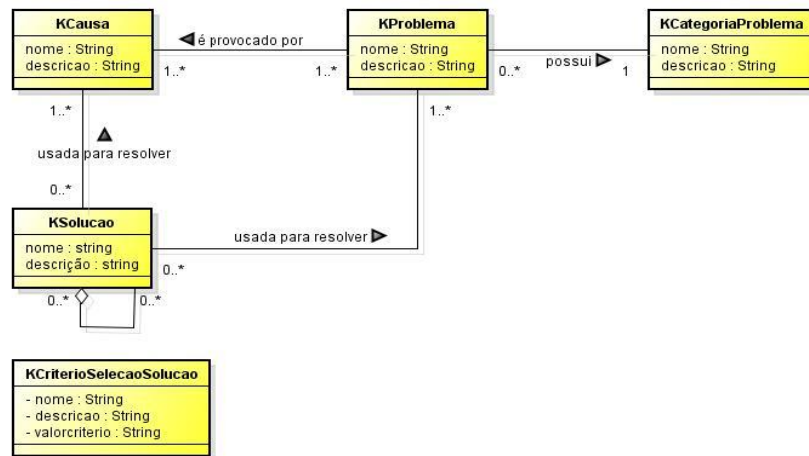 KCausa
nome : String
descricao : String
é provocado por
KProblema
nome : String
descricao : String
possui
KCategoriaProblema
nome : String
descricao : String
1..*
1..*
0..*
1
1..*
1..*
usada para resolver
0..*
KSolucao
nome : string
descrição : string
usada para resolver
0..*
0..*
0..*
KCriterioSelecaoSolucao
- nome : String
- descricao : String
- valorcriterio : String